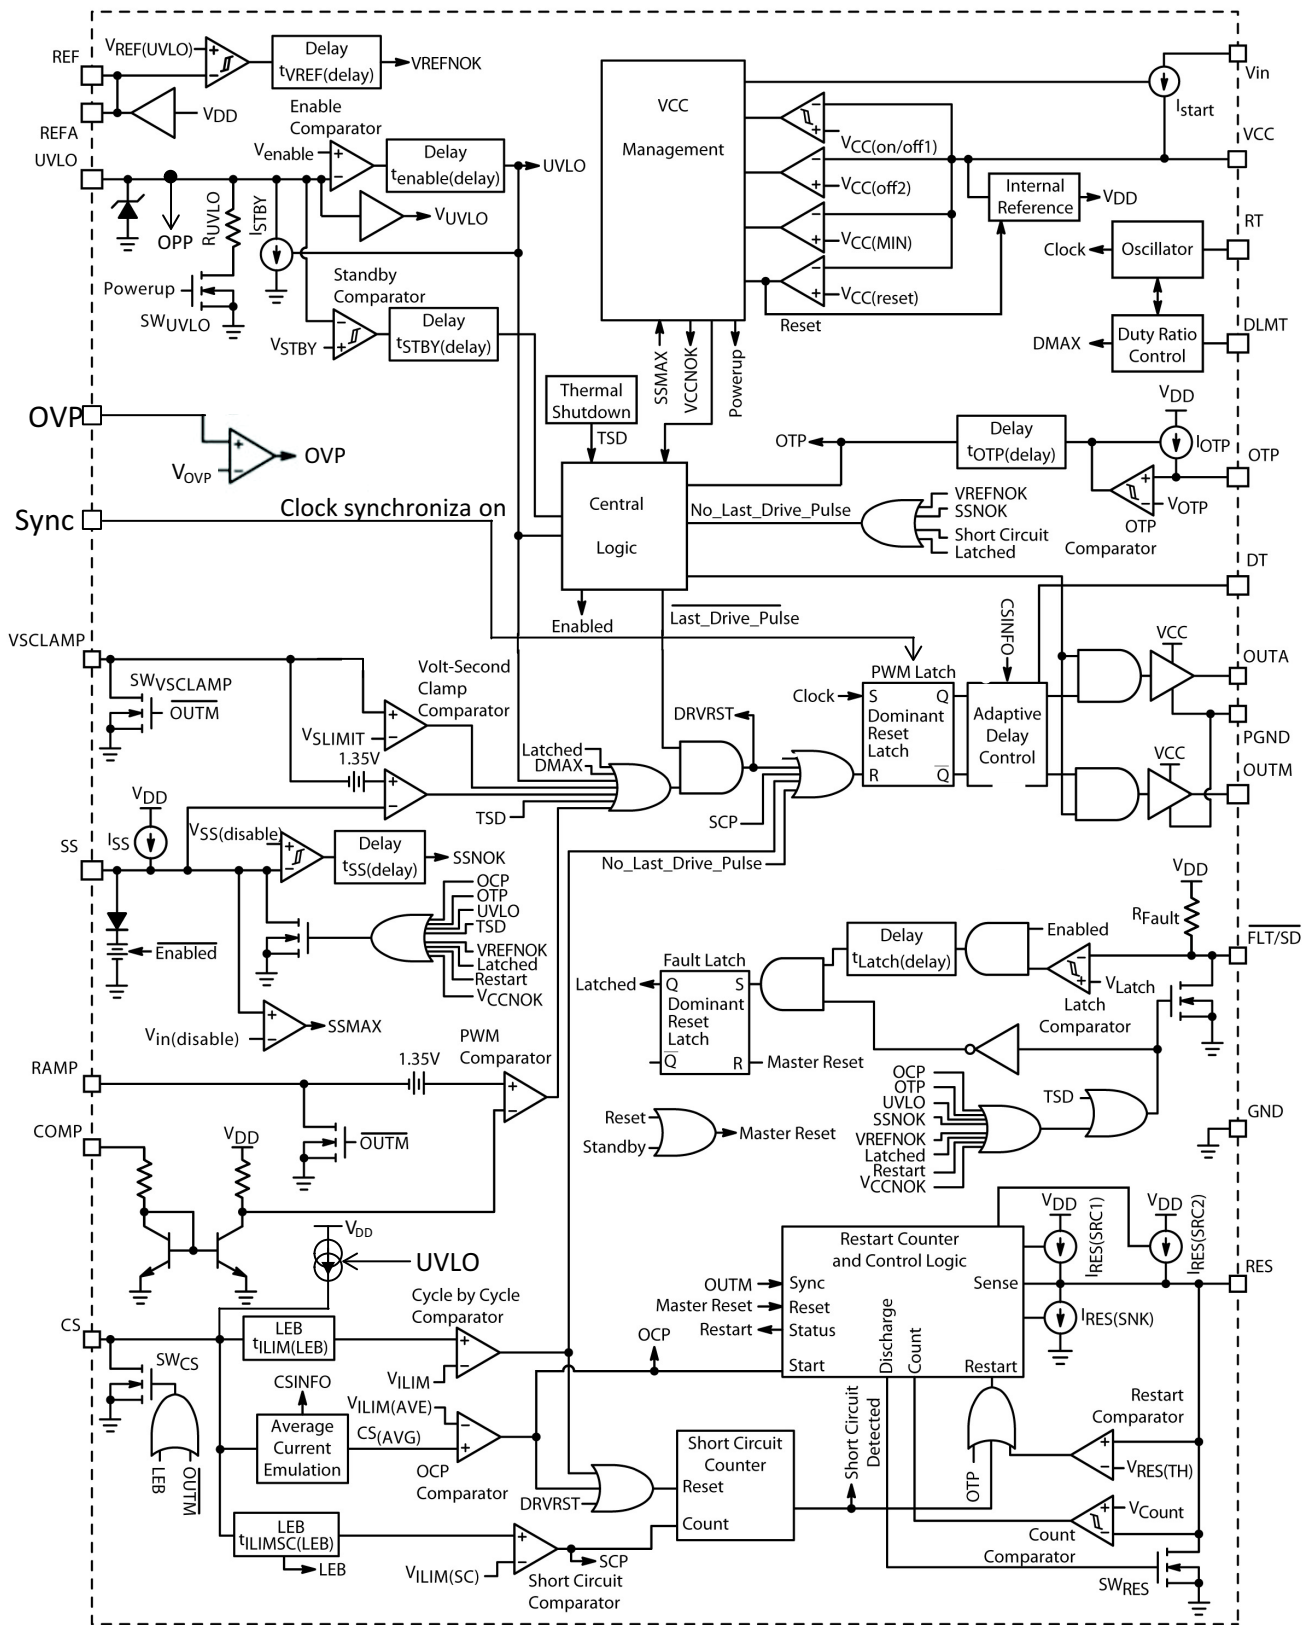 REF
VREF(UVLO)
Delay
tVREF(delay)
VREFNOK
REFA
VDD
Enable
Comparator
UVLO
Venable
Delay
tenable(delay)
UVLO
VUVLO
OPP
RUVLO
ISTBY
Powerup
SWUVLO
Standby
Comparator
VSTBY
Delay
tSTBY(delay)
VCC
Management
Vin
Istart
VCC
VCC(on/off1)
VCC(off2)
VCC(MIN)
VCC(reset)
Reset
Internal
Reference
VDD
RT
Clock
Oscillator
DLMT
DMAX
Duty Ratio
Control
SSMAX
VCCNOK
Powerup
Thermal
Shutdown
TSD
OVP
VOVP
OVP
OTP
Delay
tOTP(delay)
VDD
IOTP
OTP
VOTP
OTP
Comparator
Sync
Clock synchroniza on
Central
Logic
No_Last_Drive_Pulse
VREFNOK
SSNOK
Short Circuit
Latched
Enabled
Last_Drive_Pulse
DT
VSCLAMP
SWVSCLAMP
OUTM
Volt-Second
Clamp
Comparator
VSLIMIT
1.35V
DRVRST
Latched
DMAX
TSD
SCP
No_Last_Drive_Pulse
PWM Latch
Clock
S
Q
Dominant
Reset
Latch
R
Q
CSINFO
Adaptive
Delay
Control
VCC
OUTA
PGND
VCC
OUTM
VDD
ISS
SS
VSS(disable)
Delay
tSS(delay)
SSNOK
OCP
OTP
UVLO
TSD
VREFNOK
Latched
Restart
VCCNOK
Enabled
Vin(disable)
SSMAX
VDD
RFault
FLT/SD
Enabled
Delay
tLatch(delay)
VLatch
Latch
Comparator
Fault Latch
Latched
Q
S
Dominant
Reset
Latch
Q
R
Master Reset
RAMP
1.35V
PWM
Comparator
OUTM
OCP
OTP
UVLO
SSNOK
VREFNOK
Latched
Restart
VCCNOK
TSD
GND
Reset
Standby
Master Reset
COMP
VDD
VDD
UVLO
Restart Counter
and Control Logic
OUTM
Sync
Master Reset
Reset
Restart
Status
Start
Sense
Discharge
Count
Restart
VDD
IRES(SRC1)
VDD
IRES(SRC2)
RES
IRES(SNK)
CS
SWCS
LEB
OUTM
LEB
tILIM(LEB)
Cycle by Cycle
Comparator
VILIM
OCP
CSINFO
Average
Current
Emulation
VILIM(AVE)
CS(AVG)
OCP
Comparator
DRVRST
Short Circuit
Counter
Reset
Count
Short Circuit
Detected
OTP
Restart
Comparator
VRES(TH)
VCount
Count
Comparator
SWRES
LEB
tILIMSC(LEB)
LEB
VILIM(SC)
SCP
Short Circuit
Comparator